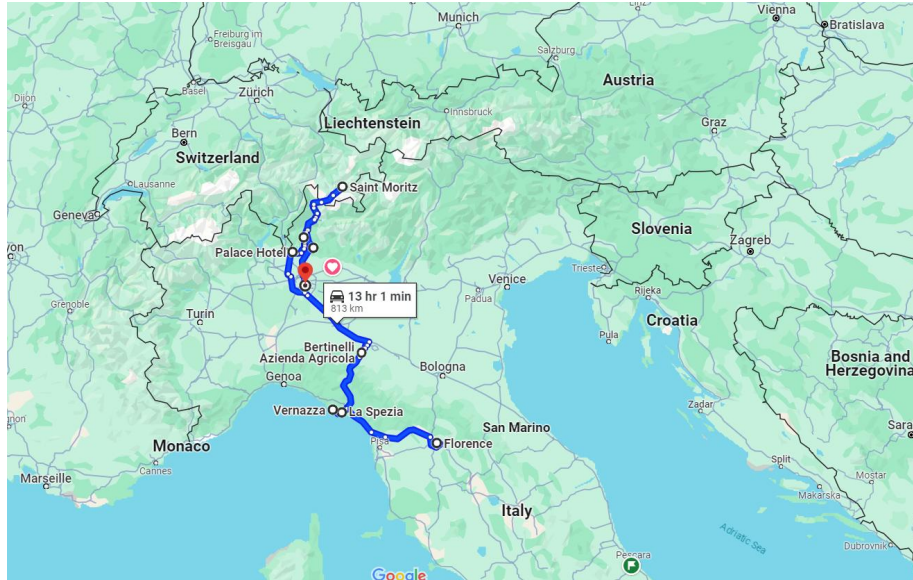 Munich
Vienna
Bratislava
Freiburg im
Breisgau
Salzburg
Basel
Zürich
Austria
Dijon
Innsbruck
Liechtenstein
Graz
Bern
Switzerland
Lausanne
Saint Moritz
Geneva
Slovenia
Zagreb
Palace Hotel
Trieste
Venice
Padua
Rijeka
Grenoble
13 hr 1 min
813 km
Turin
Croatia
Pula
Bertinelli
Azienda Agricola
Bologna
Bosnia and
Herzegovina
Genoa
Zadar
Vernazza
La Spezia
San Marino
Sara
Monaco
Pisa
Florence
Cannes
Split
Marseille
Mostar
Makarska
Italy
Adriatic Sea
Dubrovnik
Pescara
Google